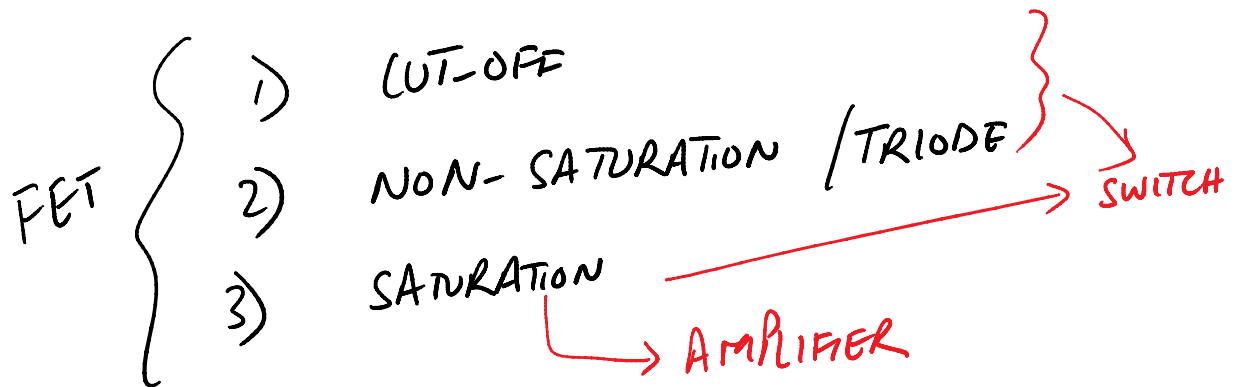 FET
1) CUT-OFF
2) NON-SATURATION / TRIODE
SWITCH
3) SATURATION
AMPLIFIER